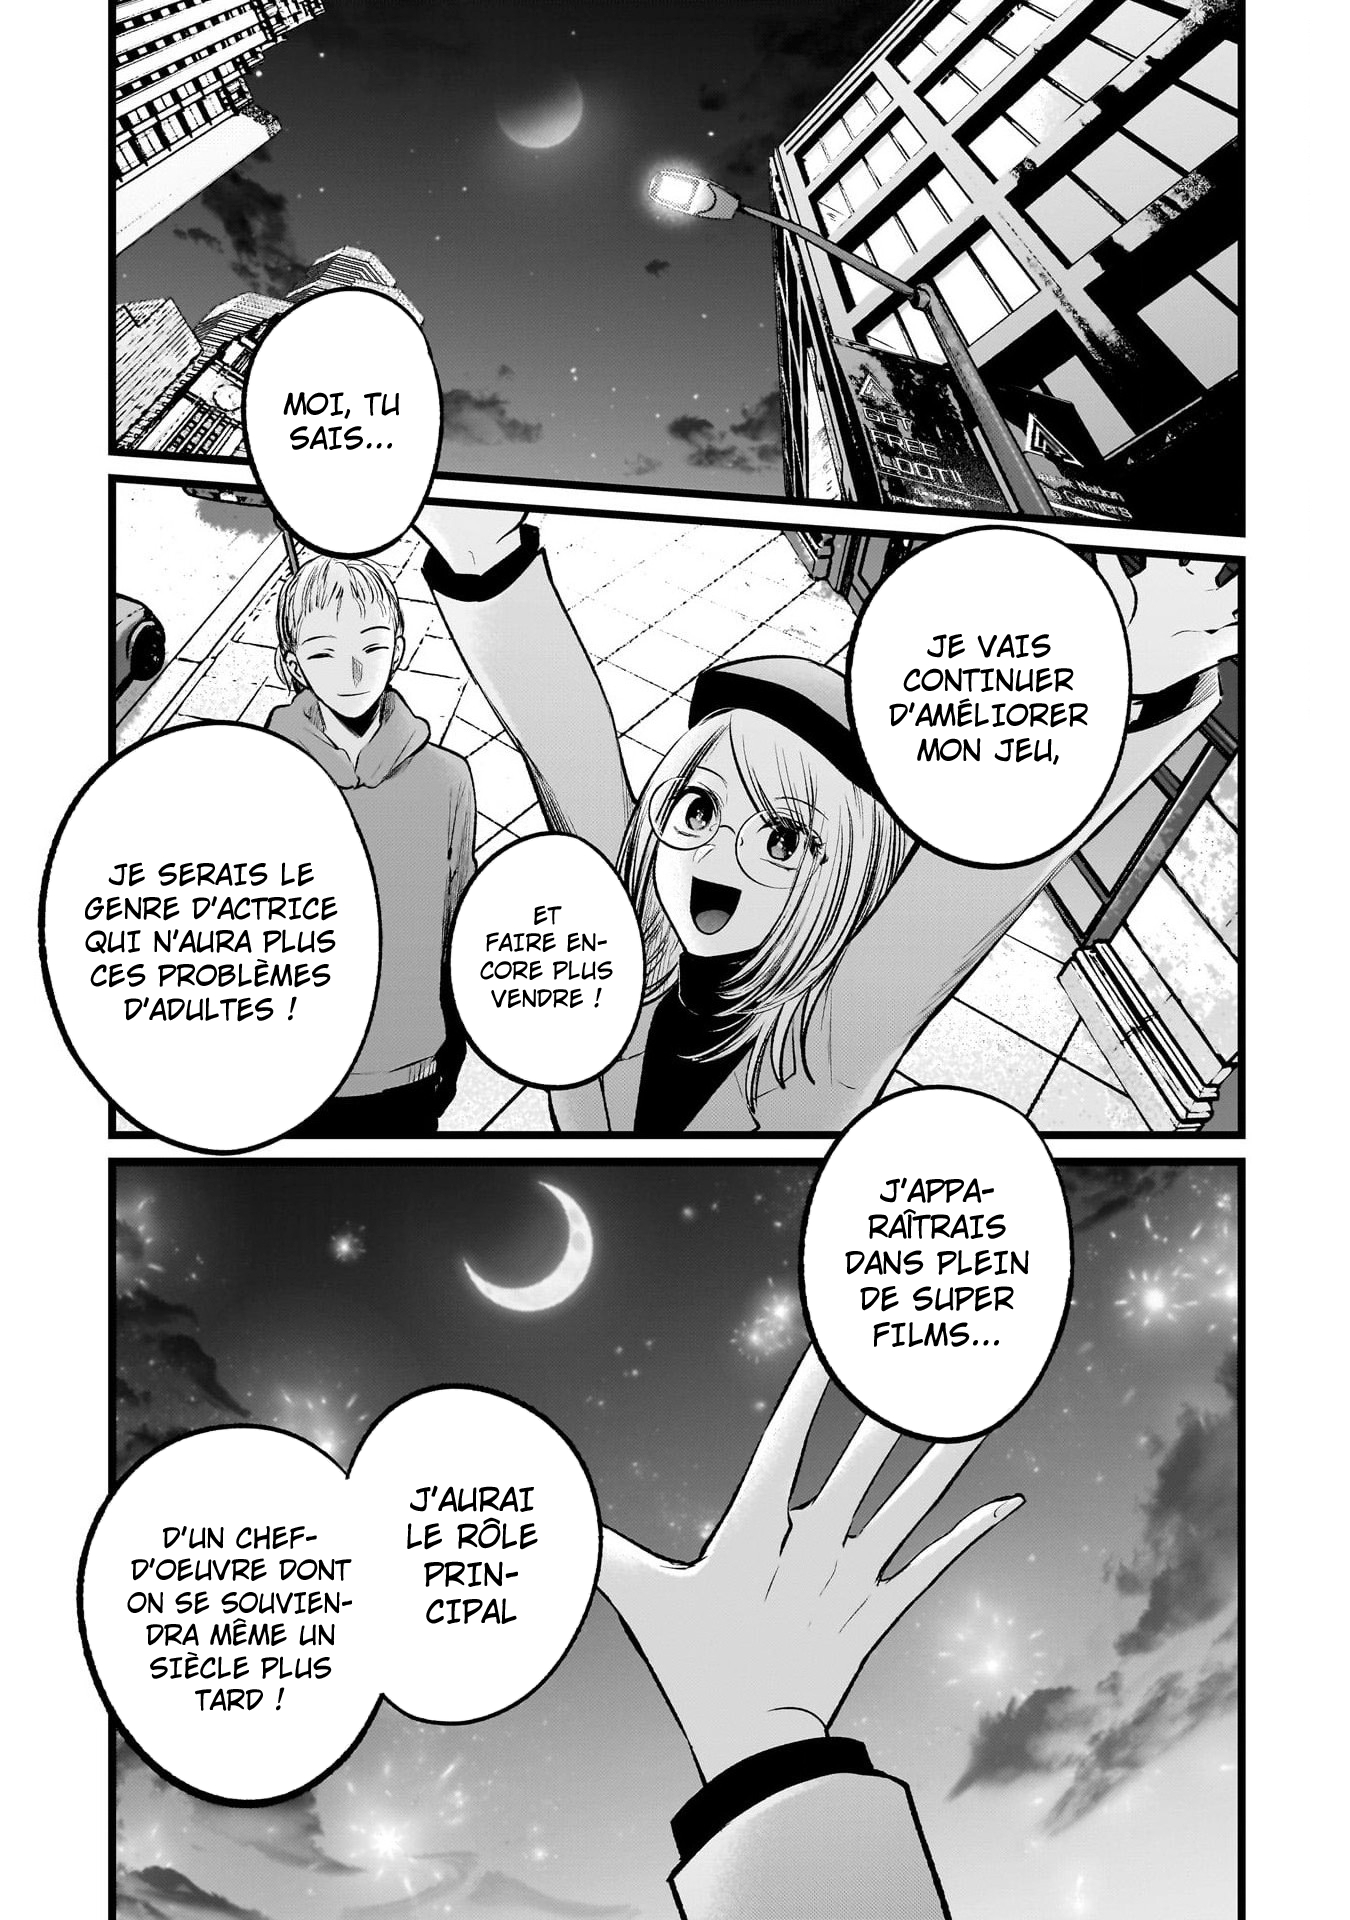 MOI, TU
SAIS...
GET
FREE
LOOT!!
Nation
Gamers
JE VAIS
CONTINUER
D'AMÉLIORER
MON JEU,
ET
FAIRE EN-
CORE PLUS
VENDRE !
JE SERAIS LE
GENRE D'ACTRICE
QUI N'AURA PLUS
CES PROBLÈMES
D'ADULTES !
J'APPA-
RAÎTRAIS
DANS PLEIN
DE SUPER
FILMS...
J'AURAI
LE RÔLE
PRIN-
CIPAL
D'UN CHEF-
D'OEUVRE DONT
ON SE SOUVIEN-
DRA MÊME UN
SIÈCLE PLUS
TARD !